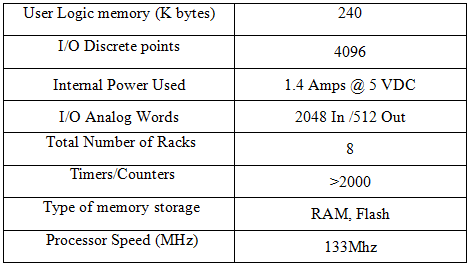 User Logic memory (K bytes) 240
I/O Discrete points 4096
Internal Power Used 1.4 Amps @ 5 VDC
I/O Analog Words 2048 In /512 Out
Total Number of Racks 8
Timers/Counters >2000
Type of memory storage RAM, Flash
Processor Speed (MHz) 133Mhz